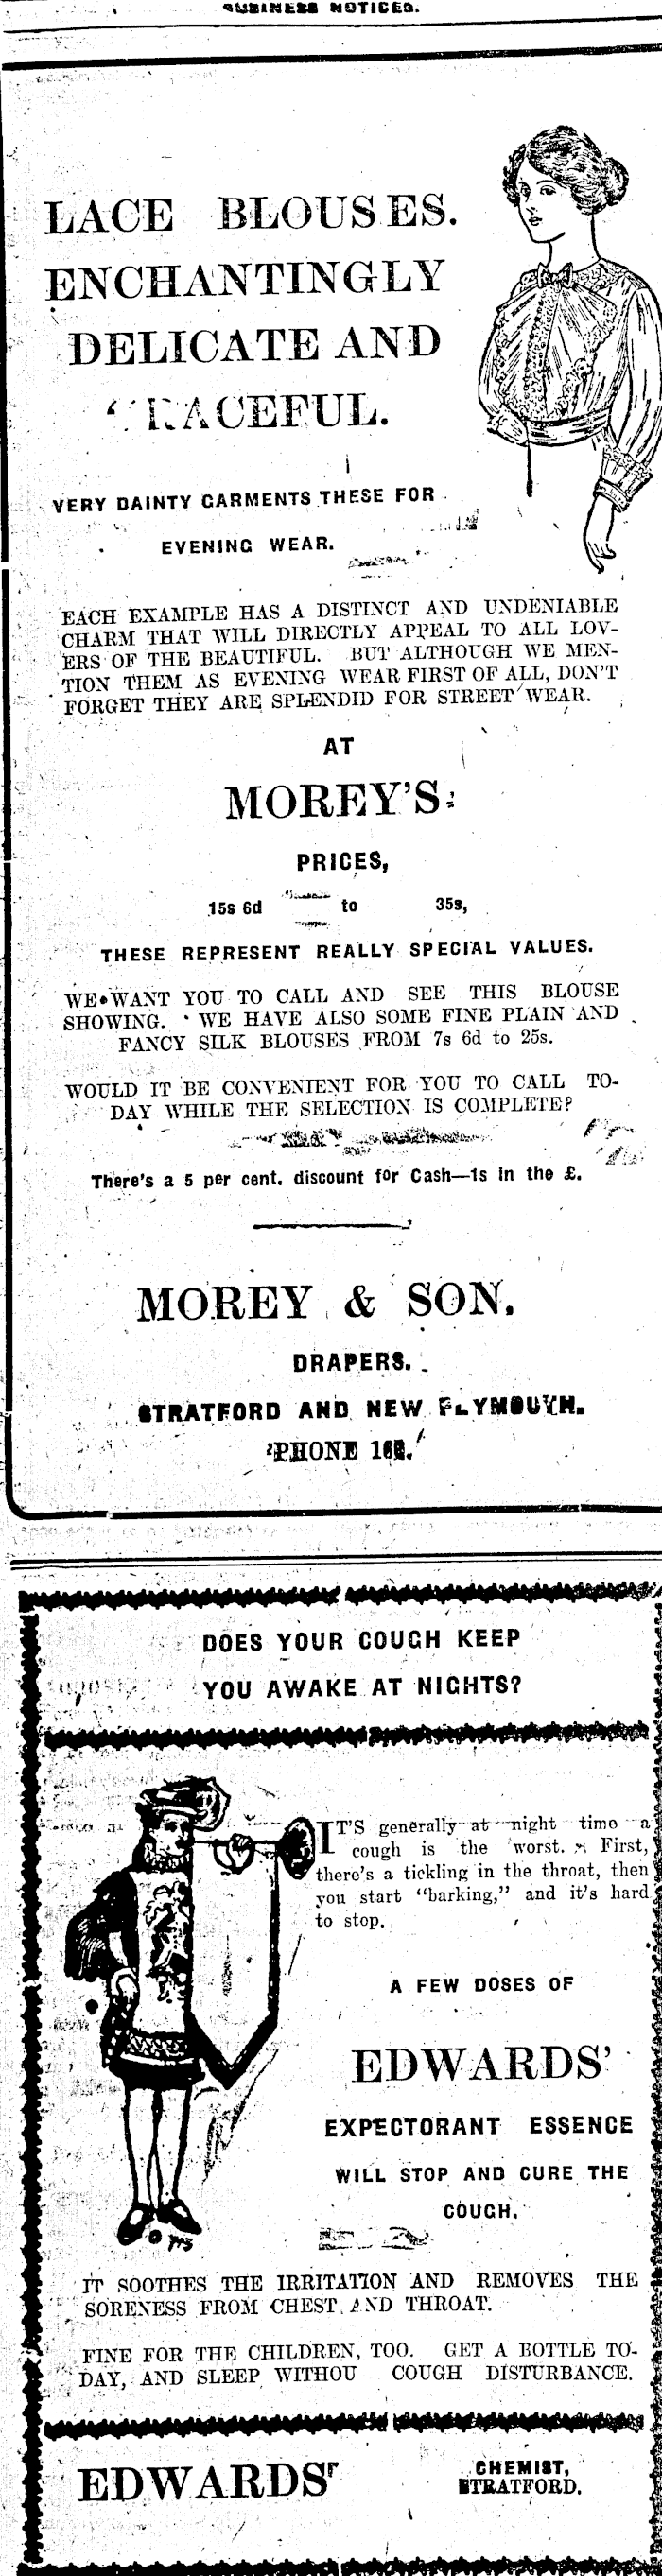 BUSINESS NOTICES.
LACE BLOUSES.
ENCHANTINGLY
DELICATE AND
GRACEFUL.
VERY DAINTY GARMENTS THESE FOR
EVENING WEAR.
EACH EXAMPLE HAS A DISTINCT AND UNDENIABLE
CHARM THAT WILL DIRECTLY APPEAL TO ALL LOV-
ERS OF THE BEAUTIFUL. BUT ALTHOUGH WE MEN-
TION THEM AS EVENING WEAR FIRST OF ALL, DON'T
FORGET THEY ARE SPLENDID FOR STREET WEAR.
AT
MOREY'S:
PRICES,
15s 6d to 35s,
THESE REPRESENT REALLY SPECIAL VALUES.
WE WANT YOU TO CALL AND SEE THIS BLOUSE
SHOWING. WE HAVE ALSO SOME FINE PLAIN AND
FANCY SILK BLOUSES FROM 7s 6d to 25s.
WOULD IT BE CONVENIENT FOR YOU TO CALL TO-
DAY WHILE THE SELECTION IS COMPLETE?
There's a 5 per cent. discount for Cash—1s in the £.
MOREY & SON.
DRAPERS.
STRATFORD AND NEW PLYMOUTH.
'PHONE
DOES YOUR COUGH KEEP
YOU AWAKE AT NIGHTS?
IT'S generally at night time a
cough is the worst. First,
there's a tickling in the throat, then
you start "barking," and it's hard
to stop.
A FEW DOSES OF
EDWARDS'
EXPECTORANT ESSENCE
WILL STOP AND CURE THE
COUGH.
IT SOOTHES THE IRRITATION AND REMOVES THE
SORENESS FROM CHEST AND THROAT.
FINE FOR THE CHILDREN, TOO. GET A BOTTLE TO-
DAY, AND SLEEP WITHOU COUGH DISTURBANCE.
EDWARDS'
CHEMIST,
STRATFORD.